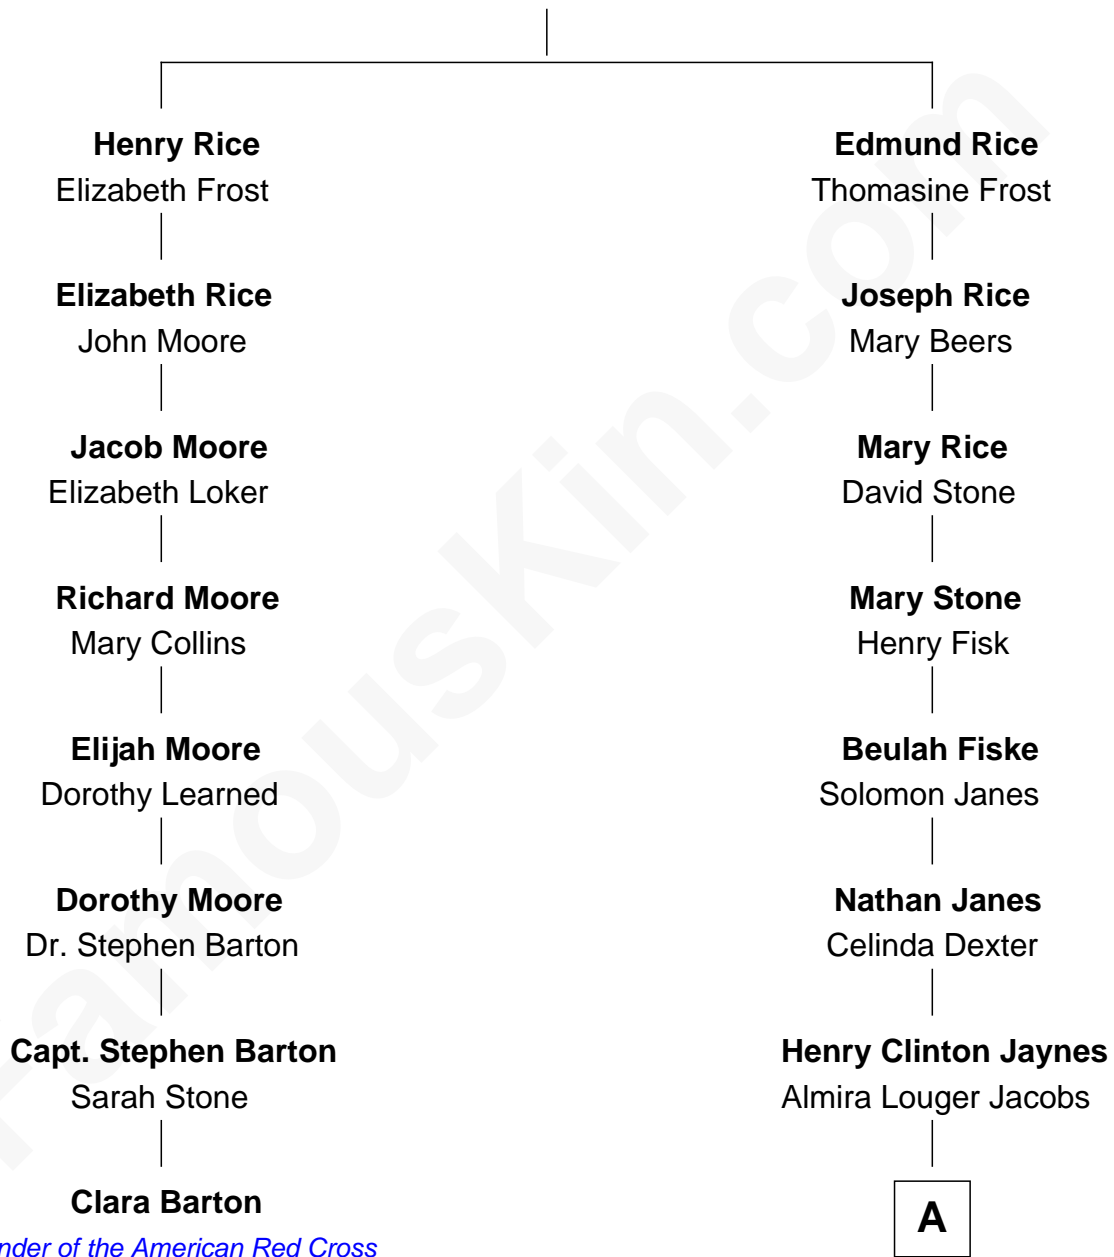 Henry Rice
Elizabeth Frost
Edmund Rice
Thomasine Frost
Elizabeth Rice
John Moore
Joseph Rice
Mary Beers
Jacob Moore
Elizabeth Loker
Mary Rice
David Stone
Richard Moore
Mary Collins
Mary Stone
Henry Fisk
Elijah Moore
Dorothy Learned
Beulah Fiske
Solomon Janes
Dorothy Moore
Dr. Stephen Barton
Nathan Janes
Celinda Dexter
Capt. Stephen Barton
Sarah Stone
Henry Clinton Jaynes
Almira Louger Jacobs
Clara Barton
nder of the American Red Cross
A
FamousKin.com